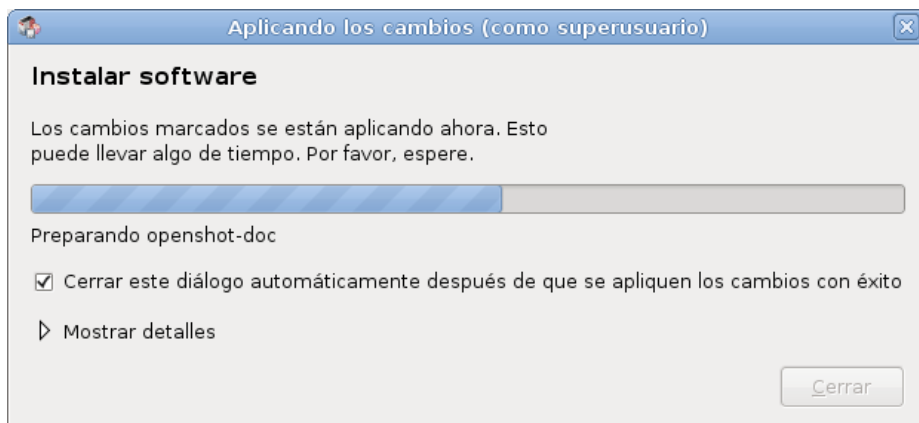 Aplicando los cambios (como superusuario)
Instalar software
Los cambios marcados se están aplicando ahora. Esto
puede llevar algo de tiempo. Por favor, espere.
Preparando openshot-doc
Cerrar este diálogo automáticamente después de que se apliquen los cambios con éxito
Mostrar detalles
Cerrar